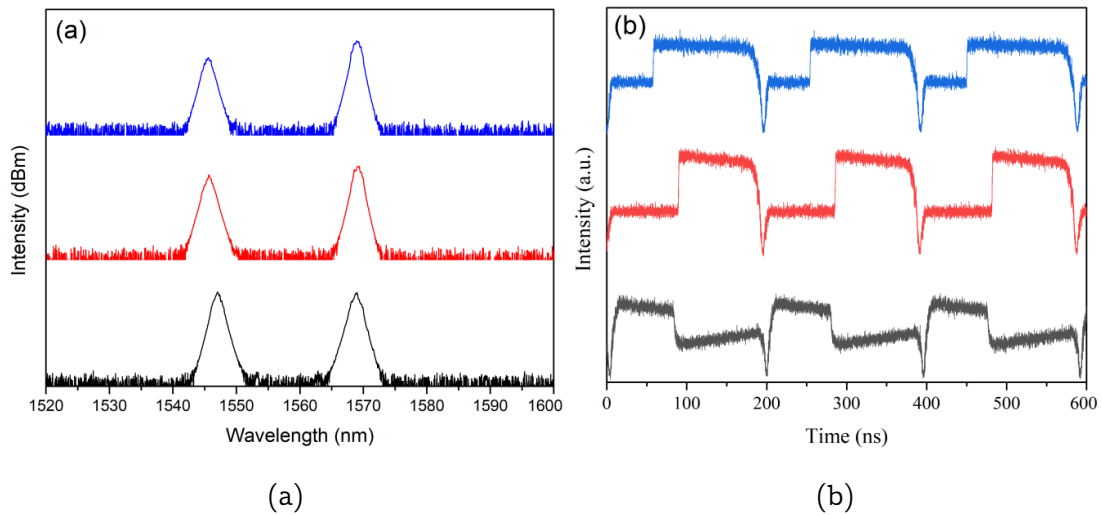 (a)
Intensity (dBm)
1520 1530 1540 1550 1560 1570 1580 1590 1600
Wavelength (nm)
(b)
Intensity (a.u.)
0 100 200 300 400 500 600
Time (ns)
(a)
(b)